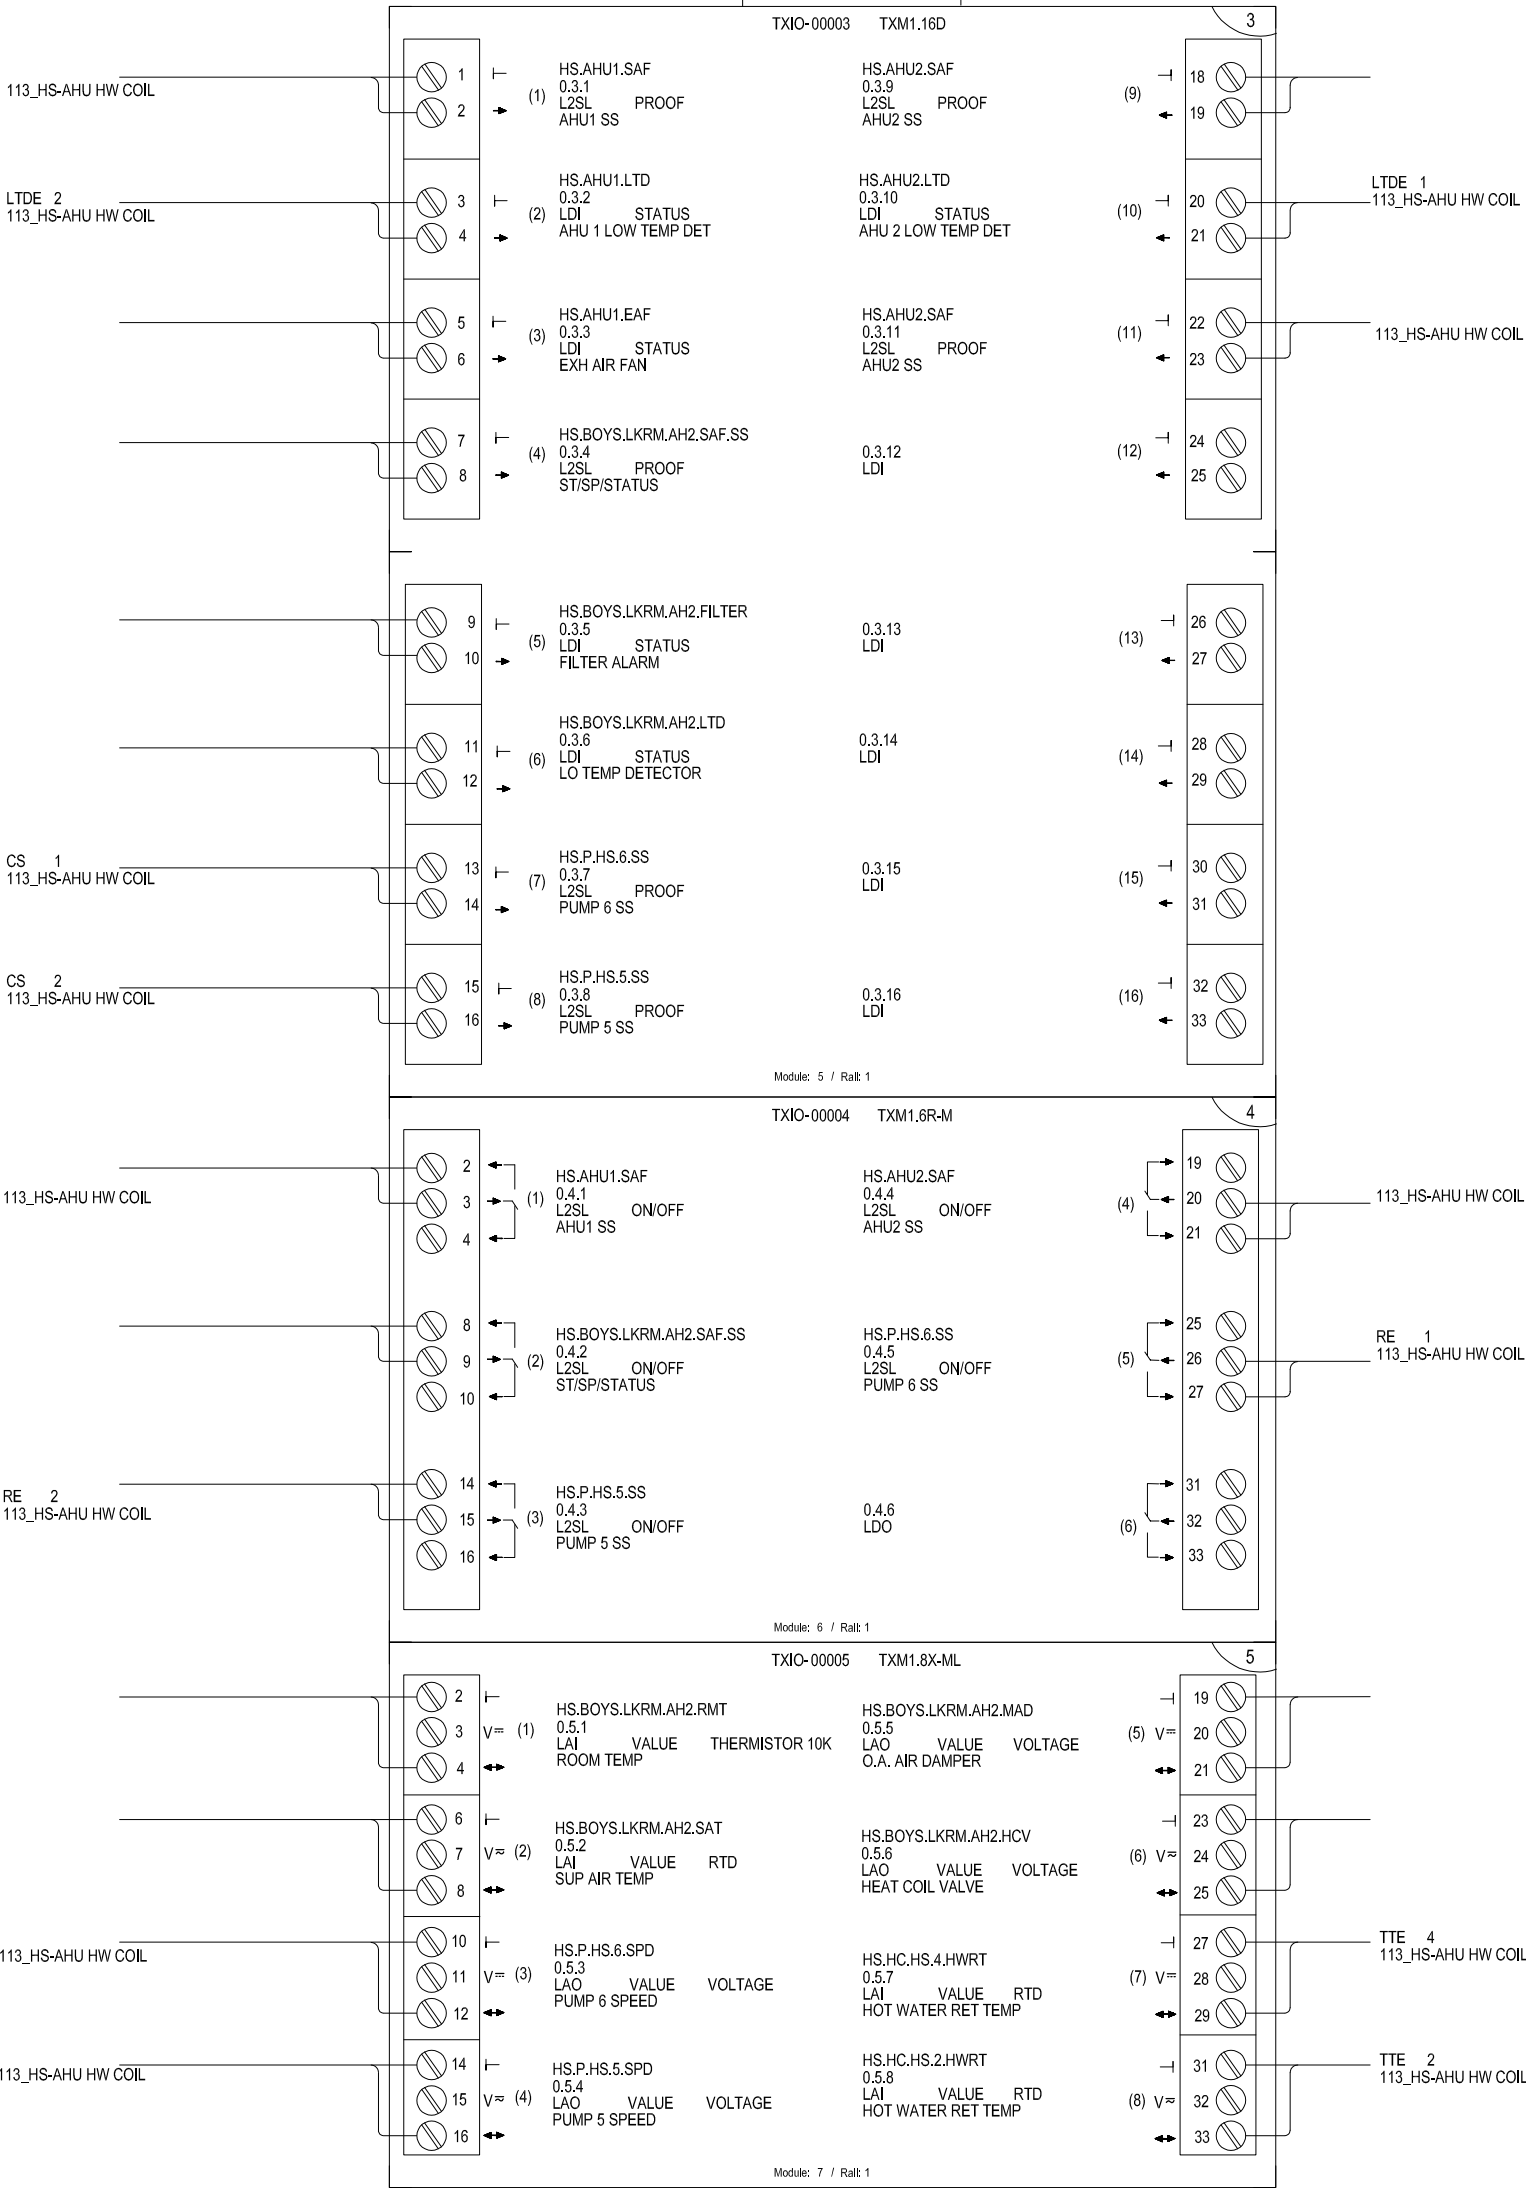 TXIO-00003 TXM1.16D 3
113_HS-AHU HW COIL
1
2
(1)
HS.AHU1.SAF
0.3.1
L2SL PROOF
AHU1 SS
HS.AHU2.SAF
0.3.9
L2SL PROOF
AHU2 SS
(9)
18
19
LTDE 2
113_HS-AHU HW COIL
3
4
(2)
HS.AHU1.LTD
0.3.2
LDI STATUS
AHU 1 LOW TEMP DET
HS.AHU2.LTD
0.3.10
LDI STATUS
AHU 2 LOW TEMP DET
(10)
20
21
LTDE 1
113_HS-AHU HW COIL
5
6
(3)
HS.AHU1.EAF
0.3.3
LDI STATUS
EXH AIR FAN
HS.AHU2.SAF
0.3.11
L2SL PROOF
AHU2 SS
(11)
22
23
113_HS-AHU HW COIL
7
8
(4)
HS.BOYS.LKRM.AH2.SAF.SS
0.3.4
L2SL PROOF
ST/SP/STATUS
0.3.12
LDI
(12)
24
25
9
10
(5)
HS.BOYS.LKRM.AH2.FILTER
0.3.5
LDI STATUS
FILTER ALARM
0.3.13
LDI
(13)
26
27
11
12
(6)
HS.BOYS.LKRM.AH2.LTD
0.3.6
LDI STATUS
LO TEMP DETECTOR
0.3.14
LDI
(14)
28
29
CS 1
113_HS-AHU HW COIL
13
14
(7)
HS.P.HS.6.SS
0.3.7
L2SL PROOF
PUMP 6 SS
0.3.15
LDI
(15)
30
31
CS 2
113_HS-AHU HW COIL
15
16
(8)
HS.P.HS.5.SS
0.3.8
L2SL PROOF
PUMP 5 SS
0.3.16
LDI
(16)
32
33
Module: 5 / Rail: 1
TXIO-00004 TXM1.6R-M 4
113_HS-AHU HW COIL
2
3
4
(1)
HS.AHU1.SAF
0.4.1
L2SL ON/OFF
AHU1 SS
HS.AHU2.SAF
0.4.4
L2SL ON/OFF
AHU2 SS
(4)
19
20
21
113_HS-AHU HW COIL
8
9
10
(2)
HS.BOYS.LKRM.AH2.SAF.SS
0.4.2
L2SL ON/OFF
ST/SP/STATUS
HS.P.HS.6.SS
0.4.5
L2SL ON/OFF
PUMP 6 SS
(5)
25
26
27
RE 1
113_HS-AHU HW COIL
RE 2
113_HS-AHU HW COIL
14
15
16
(3)
HS.P.HS.5.SS
0.4.3
L2SL ON/OFF
PUMP 5 SS
0.4.6
LDO
(6)
31
32
33
Module: 6 / Rail: 1
TXIO-00005 TXM1.8X-ML 5
2
3 V⎓ (1)
4
HS.BOYS.LKRM.AH2.RMT
0.5.1
LAI VALUE THERMISTOR 10K
ROOM TEMP
HS.BOYS.LKRM.AH2.MAD
0.5.5
LAO VALUE VOLTAGE
O.A. AIR DAMPER
19
(5) V⎓ 20
21
6
7 V≂ (2)
8
HS.BOYS.LKRM.AH2.SAT
0.5.2
LAI VALUE RTD
SUP AIR TEMP
HS.BOYS.LKRM.AH2.HCV
0.5.6
LAO VALUE VOLTAGE
HEAT COIL VALVE
23
(6) V≂ 24
25
113_HS-AHU HW COIL
10
11 V⎓ (3)
12
HS.P.HS.6.SPD
0.5.3
LAO VALUE VOLTAGE
PUMP 6 SPEED
HS.HC.HS.4.HWRT
0.5.7
LAI VALUE RTD
HOT WATER RET TEMP
27
(7) V⎓ 28
29
TTE 4
113_HS-AHU HW COIL
113_HS-AHU HW COIL
14
15 V≂ (4)
16
HS.P.HS.5.SPD
0.5.4
LAO VALUE VOLTAGE
PUMP 5 SPEED
HS.HC.HS.2.HWRT
0.5.8
LAI VALUE RTD
HOT WATER RET TEMP
31
(8) V≂ 32
33
TTE 2
113_HS-AHU HW COIL
Module: 7 / Rail: 1